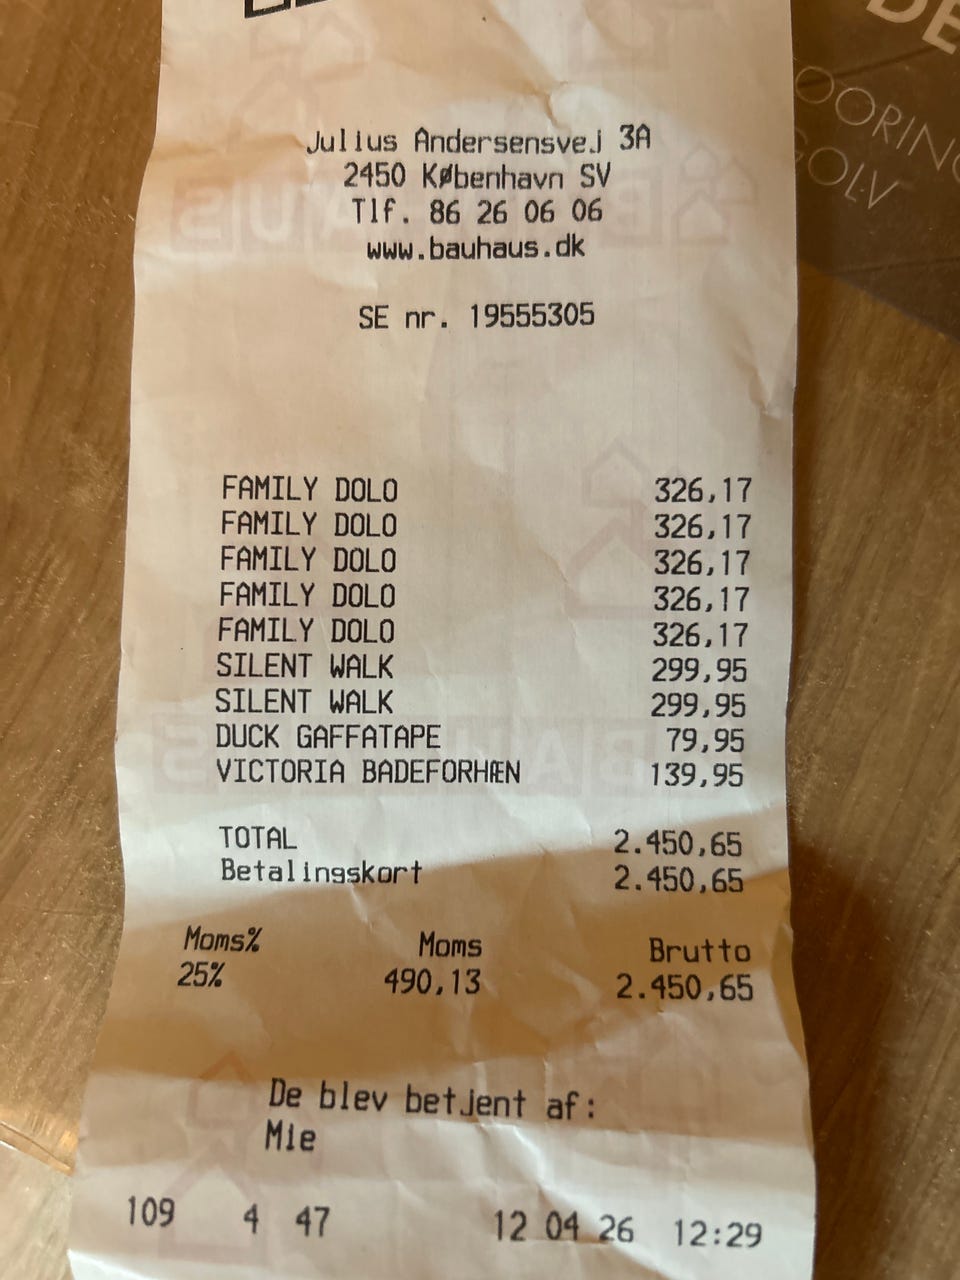 Julius Andersensvej 3A
2450 København SV
Tlf. 86 26 06 06
www.bauhaus.dk
SE nr. 19555305
FAMILY DOLO 326,17
FAMILY DOLO 326,17
FAMILY DOLO 326,17
FAMILY DOLO 326,17
FAMILY DOLO 326,17
SILENT WALK 299,95
SILENT WALK 299,95
DUCK GAFFATAPE 79,95
VICTORIA BADEFORHÆN 139,95
TOTAL 2.450,65
Betalingskort 2.450,65
Moms% Moms Brutto
25% 490,13 2.450,65
De blev betjent af:
Mie
109 4 47 12 04 26 12:29